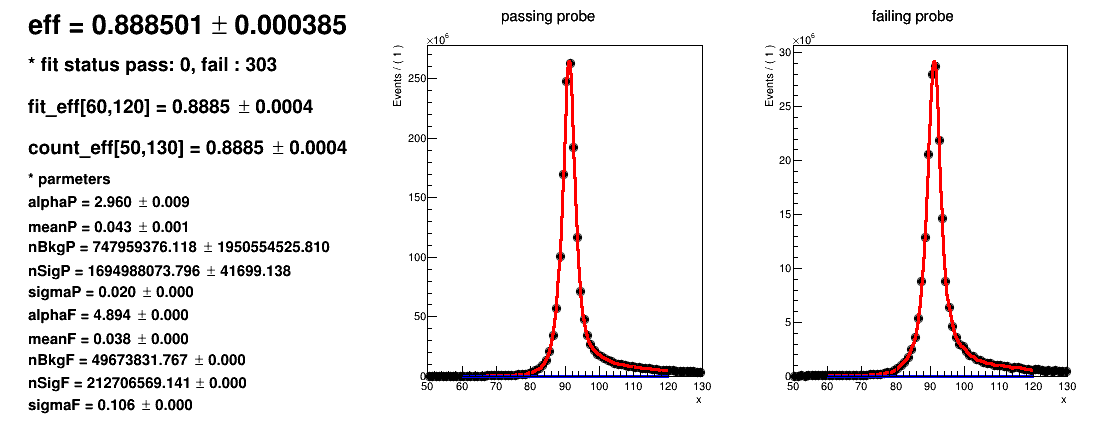 eff = 0.888501 ± 0.000385
* fit status pass: 0, fail : 303
fit_eff[60,120] = 0.8885 ± 0.0004
count_eff[50,130] = 0.8885 ± 0.0004
* parmeters
alphaP = 2.960 ± 0.009
meanP = 0.043 ± 0.001
nBkgP = 747959376.118 ± 1950554525.810
nSigP = 1694988073.796 ± 41699.138
sigmaP = 0.020 ± 0.000
alphaF = 4.894 ± 0.000
meanF = 0.038 ± 0.000
nBkgF = 49673831.767 ± 0.000
nSigF = 212706569.141 ± 0.000
sigmaF = 0.106 ± 0.000
passing probe
×10⁶
Events / ( 1 )
250
200
150
100
50
0
50 60 70 80 90 100 110 120 130
x
failing probe
×10⁶
Events / ( 1 )
30
25
20
15
10
5
0
50 60 70 80 90 100 110 120 130
x